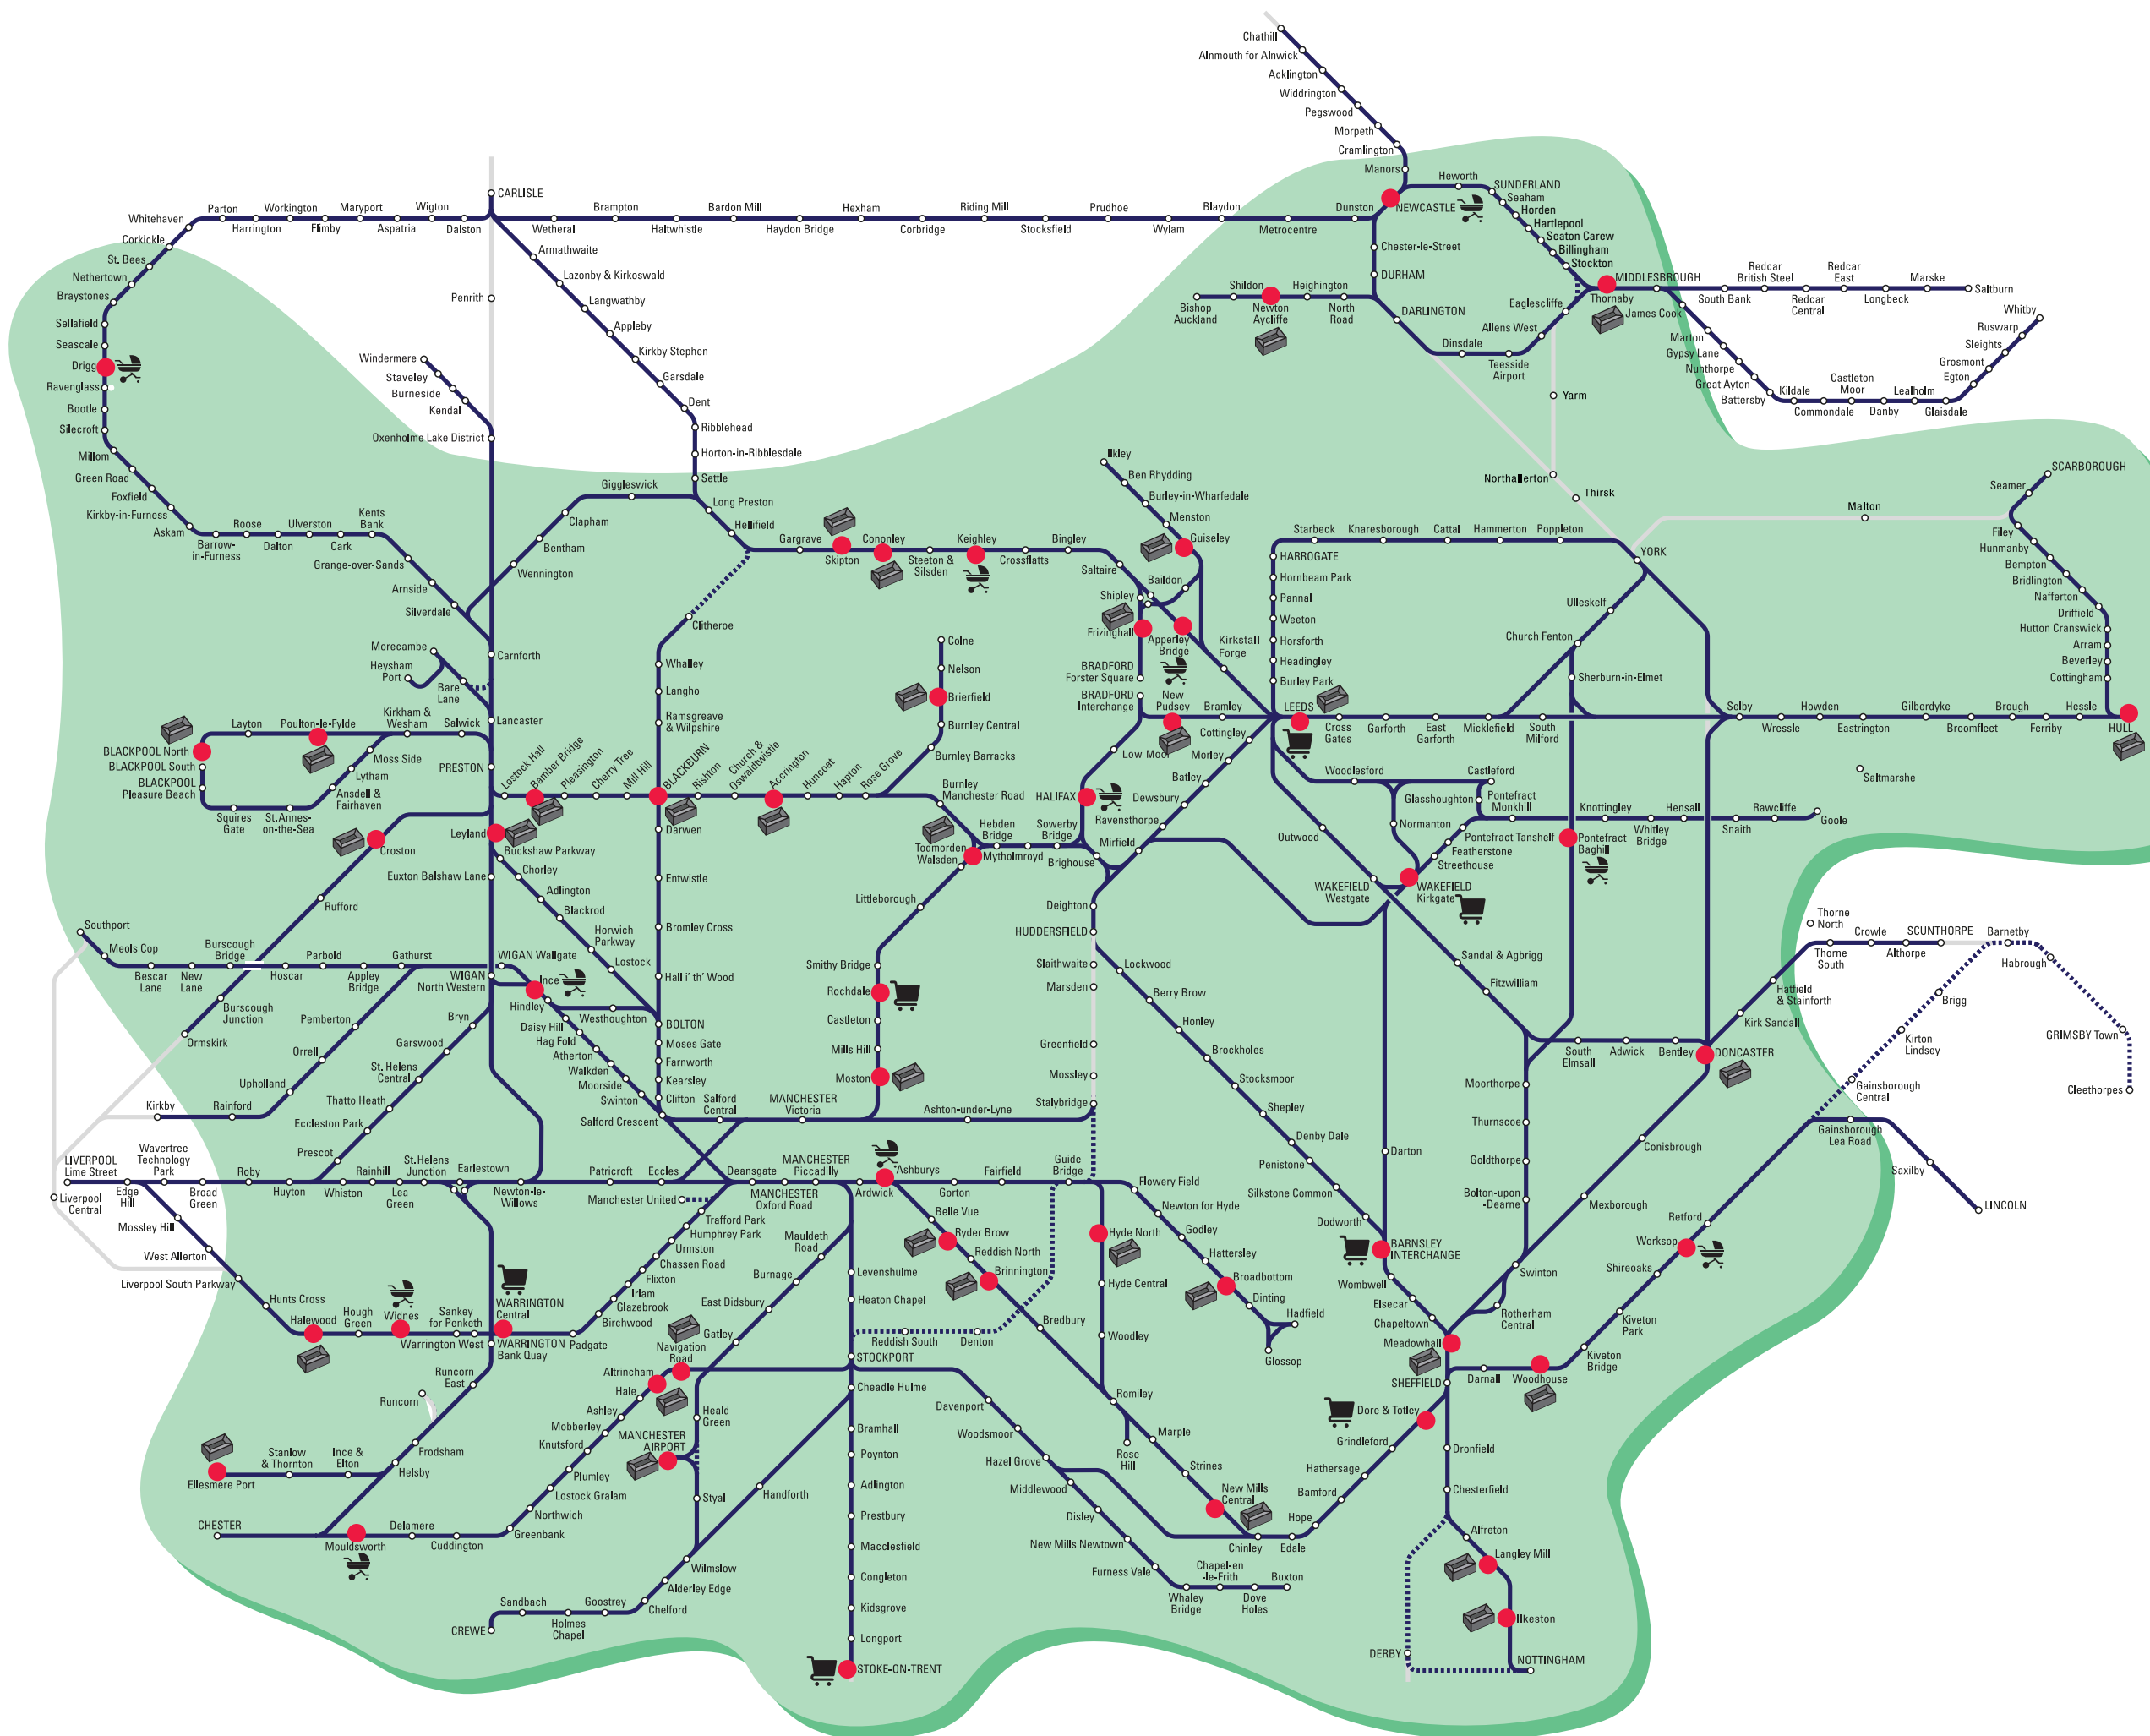 Chathill
Alnmouth for Alnwick
Acklington
Widdrington
Pegswood
Morpeth
Cramlington
Manors
Heworth
SUNDERLAND
Seaham
Horden
Hartlepool
Seaton Carew
Billingham
Stockton
NEWCASTLE
Dunston
Metrocentre
Blaydon
Wylam
Prudhoe
Stocksfield
Riding Mill
Corbridge
Hexham
Haydon Bridge
Bardon Mill
Haltwhistle
Brampton
Wetheral
CARLISLE
Dalston
Wigton
Aspatria
Maryport
Flimby
Workington
Harrington
Parton
Whitehaven
Corkickle
St. Bees
Nethertown
Braystones
Sellafield
Seascale
Drigg
Ravenglass
Bootle
Silecroft
Millom
Green Road
Foxfield
Kirkby-in-Furness
Askam
Barrow-
in-Furness
Roose
Dalton
Ulverston
Cark
Kents
Bank
Grange-over-Sands
Arnside
Silverdale
Penrith
Windermere
Staveley
Burneside
Kendal
Oxenholme Lake District
Armathwaite
Lazonby & Kirkoswald
Langwathby
Appleby
Kirkby Stephen
Garsdale
Dent
Ribblehead
Horton-in-Ribblesdale
Settle
Long Preston
Hellifield
Giggleswick
Clapham
Bentham
Wennington
Gargrave
Skipton
Cononley
Steeton &
Silsden
Keighley
Crossflatts
Bingley
Saltaire
Shipley
Frizinghall
BRADFORD
Forster Square
BRADFORD
Interchange
Baildon
Apperley
Bridge
Kirkstall
Forge
Ilkley
Ben Rhydding
Burley-in-Wharfedale
Menston
Guiseley
Chester-le-Street
DURHAM
Bishop
Auckland
Shildon
Newton
Aycliffe
Heighington
North
Road
DARLINGTON
Dinsdale
Teesside
Airport
Allens West
Eaglescliffe
Thornaby
MIDDLESBROUGH
James Cook
South Bank
Redcar
British Steel
Redcar
Central
Redcar
East
Longbeck
Marske
Saltburn
Marton
Gypsy Lane
Nunthorpe
Great Ayton
Battersby
Kildale
Commondale
Castleton
Moor
Danby
Lealholm
Glaisdale
Egton
Grosmont
Sleights
Ruswarp
Whitby
Yarm
Northallerton
Thirsk
Malton
SCARBOROUGH
Seamer
Filey
Hunmanby
Bempton
Bridlington
Nafferton
Driffield
Hutton Cranswick
Arram
Beverley
Cottingham
HULL
Hessle
Ferriby
Brough
Broomfleet
Gilberdyke
Eastrington
Howden
Wressle
Selby
Saltmarshe
Starbeck
Knaresborough
Cattal
Hammerton
Poppleton
YORK
HARROGATE
Hornbeam Park
Pannal
Weeton
Horsforth
Headingley
Burley Park
LEEDS
Ulleskelf
Church Fenton
Sherburn-in-Elmet
Cross
Gates
Garforth
East
Garforth
Micklefield
South
Milford
Bramley
New
Pudsey
Low Moor
HALIFAX
Cottingley
Morley
Batley
Dewsbury
Ravensthorpe
Mirfield
Brighouse
Sowerby
Bridge
Mytholmroyd
Hebden
Bridge
Todmorden
Walsden
Burnley
Manchester Road
Woodlesford
Castleford
Glasshoughton
Pontefract
Monkhill
Normanton
Pontefract Tanshelf
Featherstone
Streethouse
Knottingley
Whitley
Bridge
Hensall
Snaith
Rawcliffe
Goole
Pontefract
Baghill
Outwood
WAKEFIELD
Westgate
WAKEFIELD
Kirkgate
Sandal & Agbrigg
Fitzwilliam
Morecambe
Heysham
Port
Bare
Lane
Carnforth
Lancaster
Clitheroe
Whalley
Langho
Ramsgreave
& Wilpshire
BLACKBURN
Colne
Nelson
Brierfield
Burnley Central
Burnley Barracks
Lostock Hall
Bamber Bridge
Pleasington
Cherry Tree
Mill Hill
Rishton
Church &
Oswaldtwistle
Accrington
Huncoat
Hapton
Rose Grove
Layton
Poulton-le-Fylde
Kirkham &
Wesham
Salwick
BLACKPOOL North
BLACKPOOL South
BLACKPOOL
Pleasure Beach
Squires
Gate
St.Annes-
on-the-Sea
Ansdell &
Fairhaven
Lytham
Moss Side
PRESTON
Leyland
Croston
Rufford
Buckshaw Parkway
Euxton Balshaw Lane
Chorley
Adlington
Blackrod
Horwich
Parkway
Lostock
Darwen
Entwistle
Bromley Cross
Hall i' th' Wood
BOLTON
Moses Gate
Farnworth
Kearsley
Clifton
Salford Crescent
Southport
Meols Cop
Bescar
Lane
New
Lane
Burscough
Bridge
Hoscar
Parbold
Appley
Bridge
Gathurst
WIGAN Wallgate
WIGAN
North Western
Ince
Hindley
Westhoughton
Daisy Hill
Hag Fold
Atherton
Walkden
Moorside
Swinton
Burscough
Junction
Ormskirk
Pemberton
Orrell
Upholland
Rainford
Kirkby
Bryn
Garswood
St. Helens
Central
Thatto Heath
Eccleston Park
Prescot
Littleborough
Smithy Bridge
Rochdale
Castleton
Mills Hill
Moston
Salford
Central
MANCHESTER
Victoria
Ashton-under-Lyne
Stalybridge
Mossley
Greenfield
Marsden
Slaithwaite
HUDDERSFIELD
Deighton
Lockwood
Berry Brow
Honley
Brockholes
Stocksmoor
Shepley
Denby Dale
Penistone
Silkstone Common
Dodworth
BARNSLEY
INTERCHANGE
Darton
Wombwell
Elsecar
Chapeltown
Meadowhall
SHEFFIELD
Moorthorpe
Thurnscoe
Goldthorpe
Bolton-upon
-Dearne
Swinton
Rotherham
Central
Mexborough
Conisbrough
DONCASTER
South
Elmsall
Adwick
Bentley
Kirk Sandall
Hatfield
& Stainforth
Thorne
North
Thorne
South
Crowle
Althorpe
SCUNTHORPE
Barnetby
Habrough
GRIMSBY Town
Cleethorpes
Brigg
Kirton
Lindsey
Gainsborough
Central
Gainsborough
Lea Road
Saxilby
LINCOLN
Retford
Worksop
Shireoaks
Kiveton
Park
Kiveton
Bridge
Woodhouse
Darnall
LIVERPOOL
Lime Street
Liverpool
Central
Edge
Hill
Wavertree
Technology
Park
Broad
Green
Roby
Huyton
Whiston
Rainhill
Lea
Green
St.Helens
Junction
Earlestown
Newton-le-
Willows
Patricroft
Eccles
Manchester United
Deansgate
MANCHESTER
Oxford Road
MANCHESTER
Piccadilly
Ardwick
Ashburys
Gorton
Fairfield
Guide
Bridge
Flowery Field
Newton for Hyde
Godley
Hattersley
Broadbottom
Dinting
Hadfield
Glossop
Hyde North
Hyde Central
Woodley
Belle Vue
Ryder Brow
Reddish North
Brinnington
Bredbury
Romiley
Rose
Hill
Marple
Strines
New Mills
Central
Mossley Hill
West Allerton
Liverpool South Parkway
Hunts Cross
Halewood
Hough
Green
Widnes
Sankey
for Penketh
Warrington West
WARRINGTON
Central
WARRINGTON
Bank Quay
Padgate
Birchwood
Glazebrook
Irlam
Flixton
Chassen Road
Urmston
Humphrey Park
Trafford Park
Mauldeth
Road
Burnage
East Didsbury
Gatley
Levenshulme
Heaton Chapel
Reddish South
Denton
STOCKPORT
Navigation
Road
Altrincham
Hale
Ashley
Mobberley
Knutsford
Plumley
Lostock Gralam
Northwich
Greenbank
Cuddington
Delamere
Mouldsworth
CHESTER
Runcorn
East
Runcorn
Frodsham
Helsby
Ince &
Elton
Stanlow
& Thornton
Ellesmere Port
Heald
Green
MANCHESTER
AIRPORT
Styal
Handforth
Wilmslow
Alderley Edge
Chelford
Goostrey
Holmes
Chapel
Sandbach
CREWE
Cheadle Hulme
Bramhall
Poynton
Adlington
Prestbury
Macclesfield
Congleton
Kidsgrove
Longport
STOKE-ON-TRENT
Davenport
Woodsmoor
Hazel Grove
Middlewood
Disley
New Mills Newtown
Furness Vale
Whaley
Bridge
Chapel-en
-le-Frith
Dove
Holes
Buxton
Chinley
Edale
Hope
Bamford
Hathersage
Grindleford
Dore & Totley
Dronfield
Chesterfield
Alfreton
Langley Mill
Ilkeston
NOTTINGHAM
DERBY